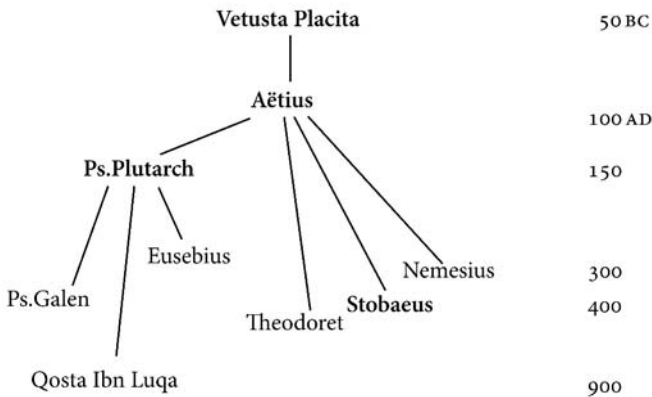 Vetusta Placita 50 BC
Aëtius 100 AD
Ps.Plutarch 150
Eusebius
Nemesius 300
Ps.Galen
Stobaeus 400
Theodoret
Qosta Ibn Luqa 900